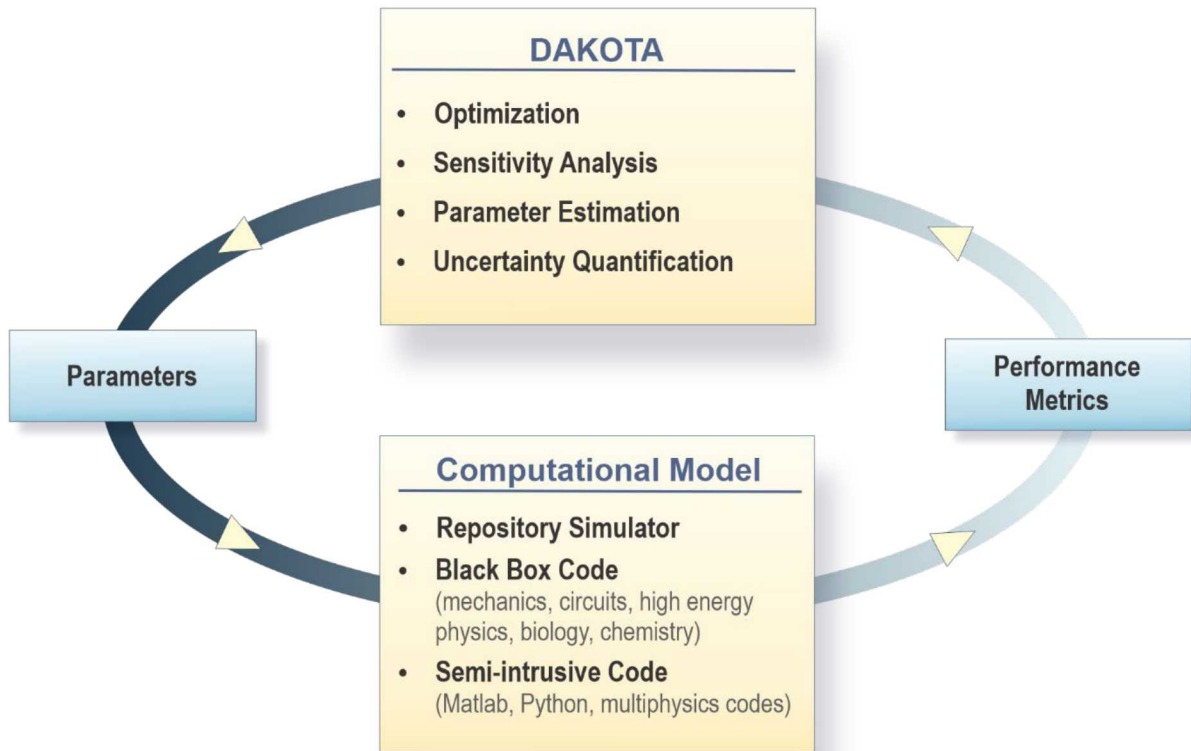 DAKOTA
• Optimization
• Sensitivity Analysis
• Parameter Estimation
• Uncertainty Quantification
Parameters
Performance
Metrics
Computational Model
• Repository Simulator
• Black Box Code
(mechanics, circuits, high energy
physics, biology, chemistry)
• Semi-intrusive Code
(Matlab, Python, multiphysics codes)